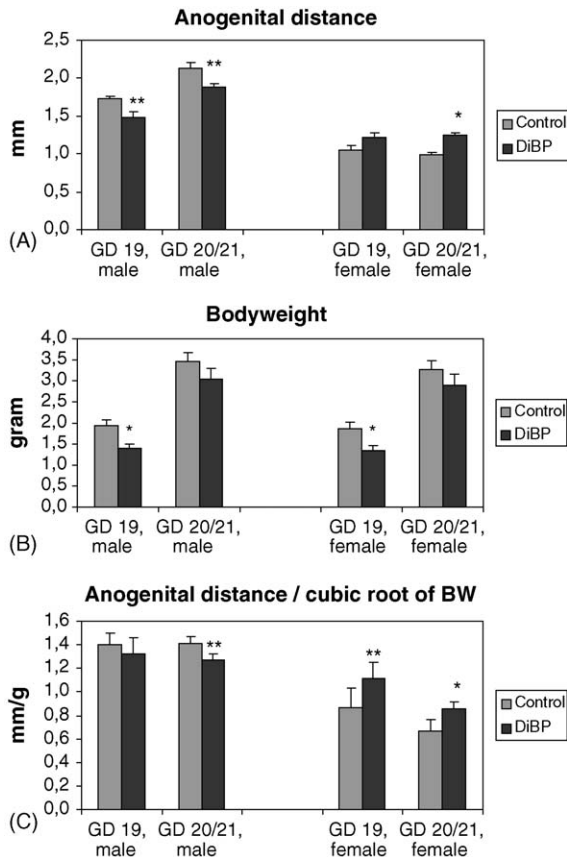 Anogenital distance
2,5
2,0
1,5
1,0
0,5
0,0
mm
**
**
*
Control
DiBP
(A)
GD 19, male
GD 20/21, male
GD 19, female
GD 20/21, female
Bodyweight
4,0
3,5
3,0
2,5
2,0
1,5
1,0
0,5
0,0
gram
*
*
Control
DiBP
(B)
GD 19, male
GD 20/21, male
GD 19, female
GD 20/21, female
Anogenital distance / cubic root of BW
1,6
1,4
1,2
1,0
0,8
0,6
0,4
0,2
0,0
mm/g
**
**
*
Control
DiBP
(C)
GD 19, male
GD 20/21, male
GD 19, female
GD 20/21, female